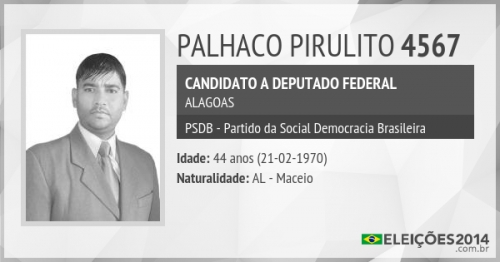 PALHACO PIRULITO 4567
CANDIDATO A DEPUTADO FEDERAL
ALAGOAS
PSDB - Partido da Social Democracia Brasileira
Idade: 44 anos (21-02-1970)
Naturalidade: AL - Maceio
ELEIÇÕES2014
.com.br